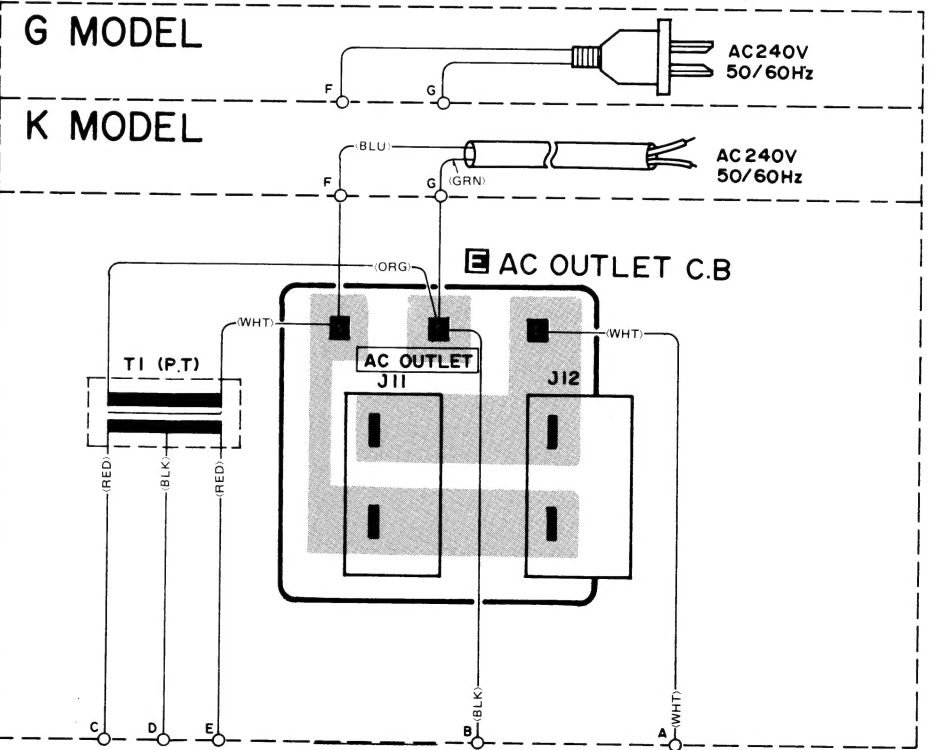 G MODEL
AC240V
50/60Hz
F
G
K MODEL
(BLU)
AC240V
50/60Hz
F
G
(GRN)
(ORG)
E AC OUTLET C.B
(WHT)
(WHT)
T1 (P.T)
AC OUTLET
J11
J12
(RED)
(BLK)
(RED)
(BLK)
(WHT)
C
D
E
B
A